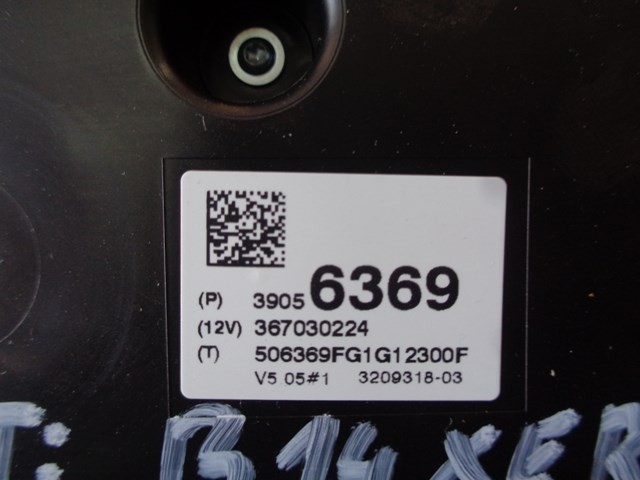 (P) 3905 6369
(12V) 367030224
(T) 506369FG1G12300F
V5 05#1 3209318-03
T: B14XER